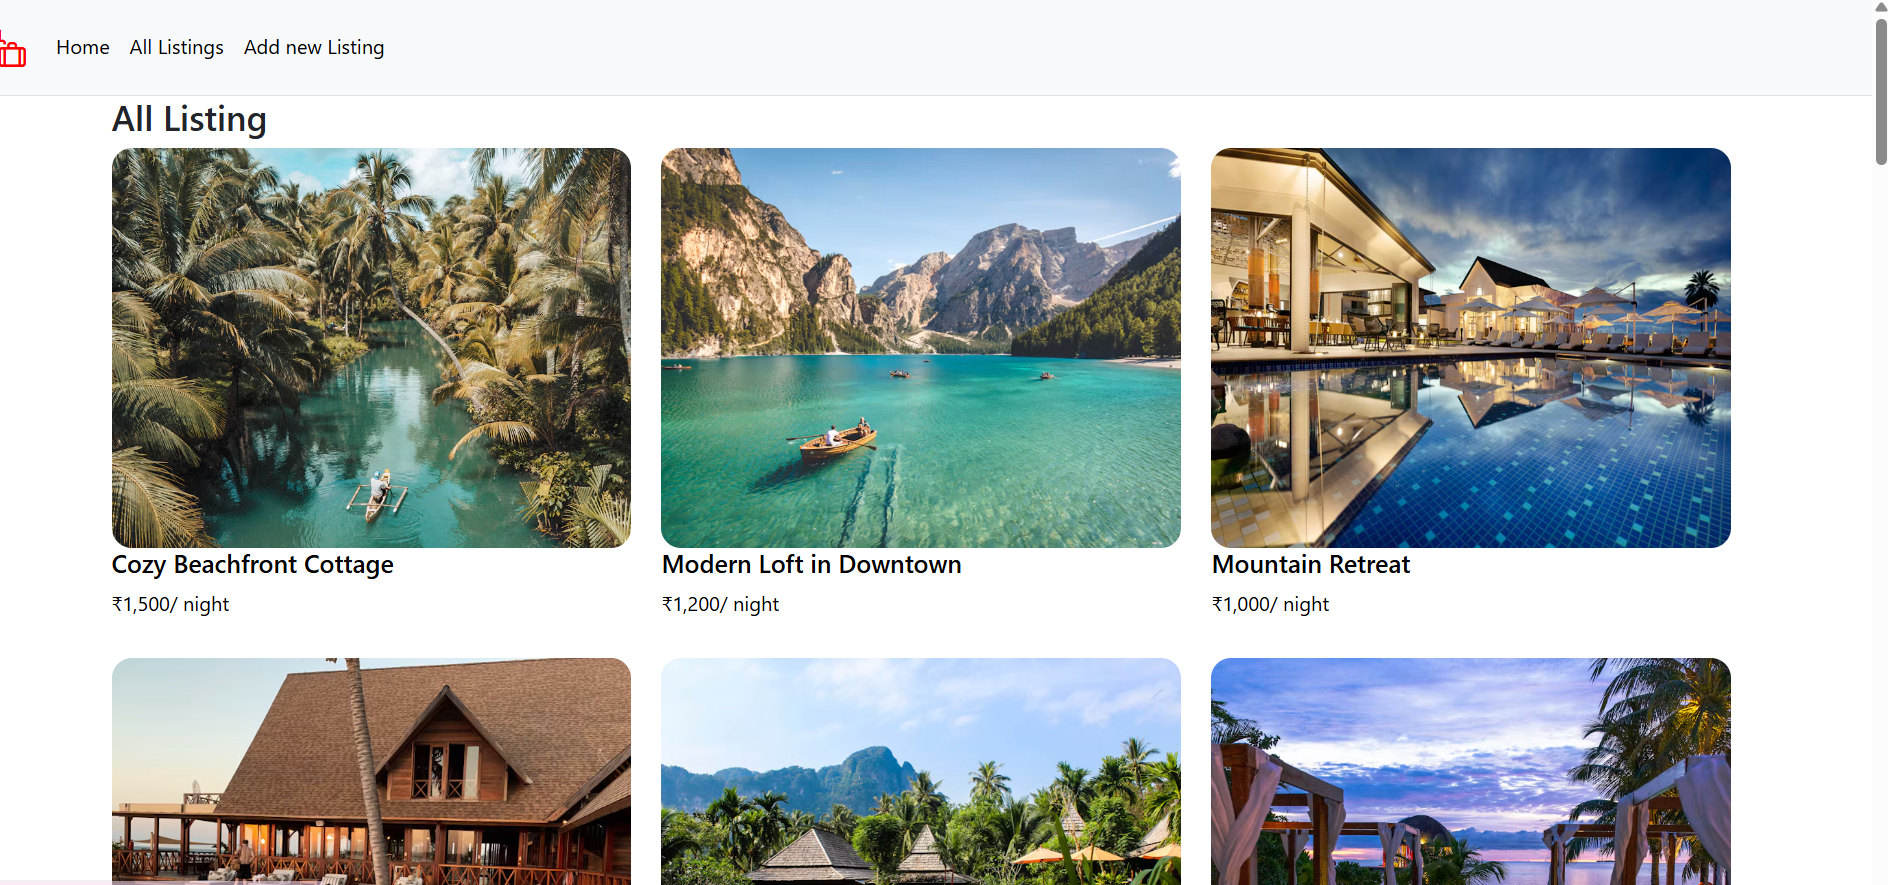 Home All Listings Add new Listing
All Listing
Cozy Beachfront Cottage
₹1,500/ night
Modern Loft in Downtown
₹1,200/ night
Mountain Retreat
₹1,000/ night